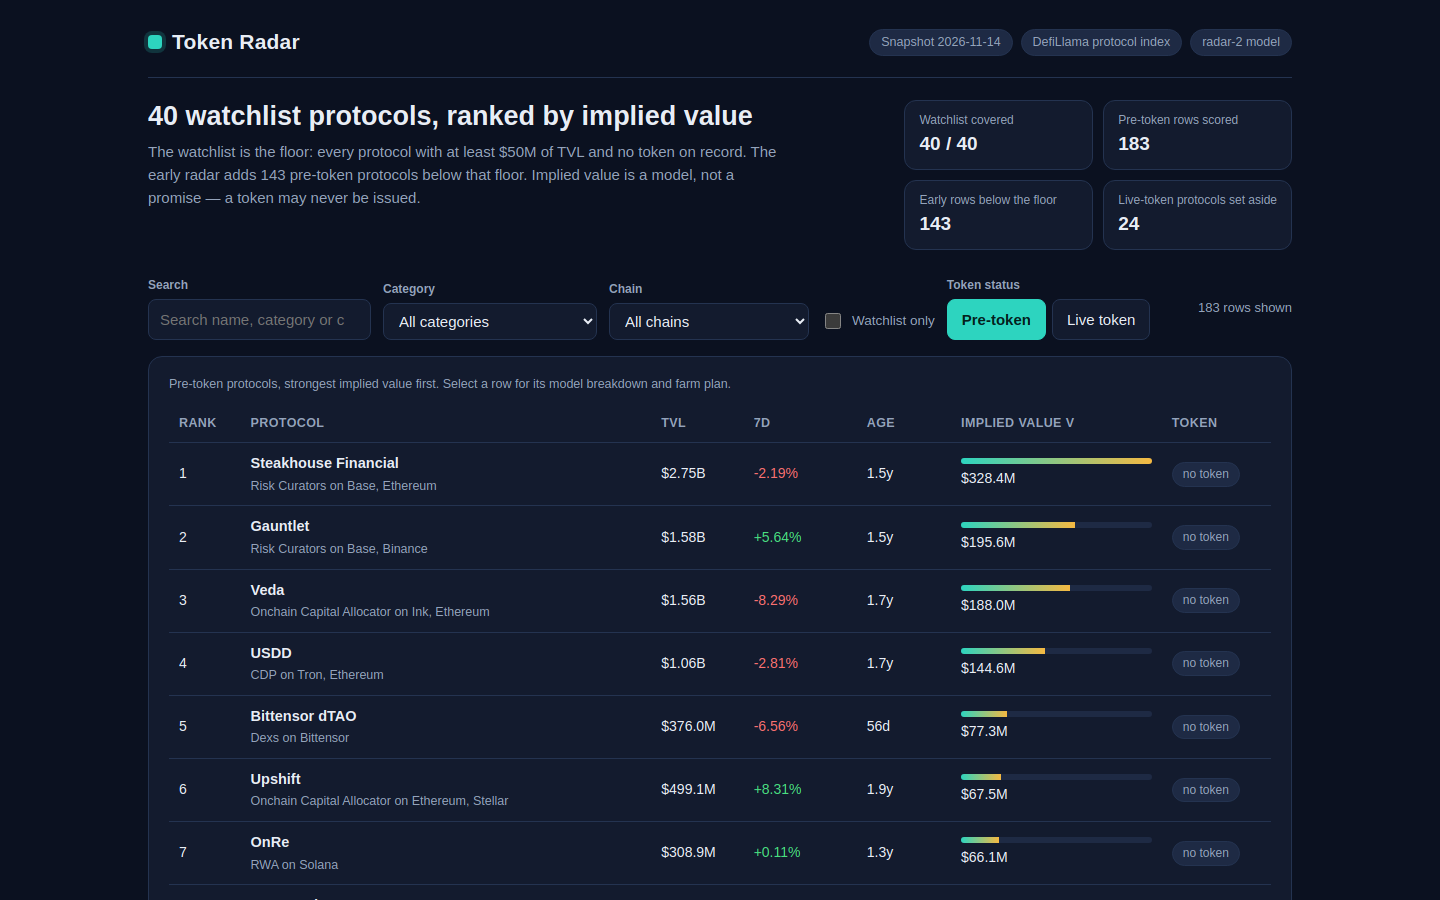 Token Radar
Snapshot 2026-11-14
DefiLlama protocol index
radar-2 model
40 watchlist protocols, ranked by implied value
The watchlist is the floor: every protocol with at least $50M of TVL and no token on record. The
early radar adds 143 pre-token protocols below that floor. Implied value is a model, not a
promise — a token may never be issued.
Watchlist covered
40 / 40
Pre-token rows scored
183
Early rows below the floor
143
Live-token protocols set aside
24
Search
Search name, category or c
Category
All categories
Chain
All chains
Watchlist only
Token status
Pre-token
Live token
183 rows shown
Pre-token protocols, strongest implied value first. Select a row for its model breakdown and farm plan.
RANK PROTOCOL TVL 7D AGE IMPLIED VALUE V TOKEN
1 Steakhouse Financial $2.75B -2.19% 1.5y $328.4M no token
Risk Curators on Base, Ethereum
2 Gauntlet $1.58B +5.64% 1.5y $195.6M no token
Risk Curators on Base, Binance
3 Veda $1.56B -8.29% 1.7y $188.0M no token
Onchain Capital Allocator on Ink, Ethereum
4 USDD $1.06B -2.81% 1.7y $144.6M no token
CDP on Tron, Ethereum
5 Bittensor dTAO $376.0M -6.56% 56d $77.3M no token
Dexs on Bittensor
6 Upshift $499.1M +8.31% 1.9y $67.5M no token
Onchain Capital Allocator on Ethereum, Stellar
7 OnRe $308.9M +0.11% 1.3y $66.1M no token
RWA on Solana